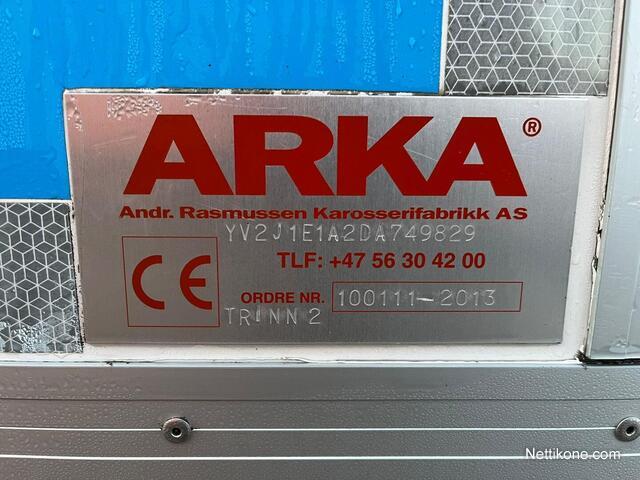 ARKA®
Andr. Rasmussen Karosserifabrikk AS
YV2J1E1A2DA749829
TLF: +47 56 30 42 00
CE
ORDRE NR. 100111-2013
TRINN 2
Nettikone.com